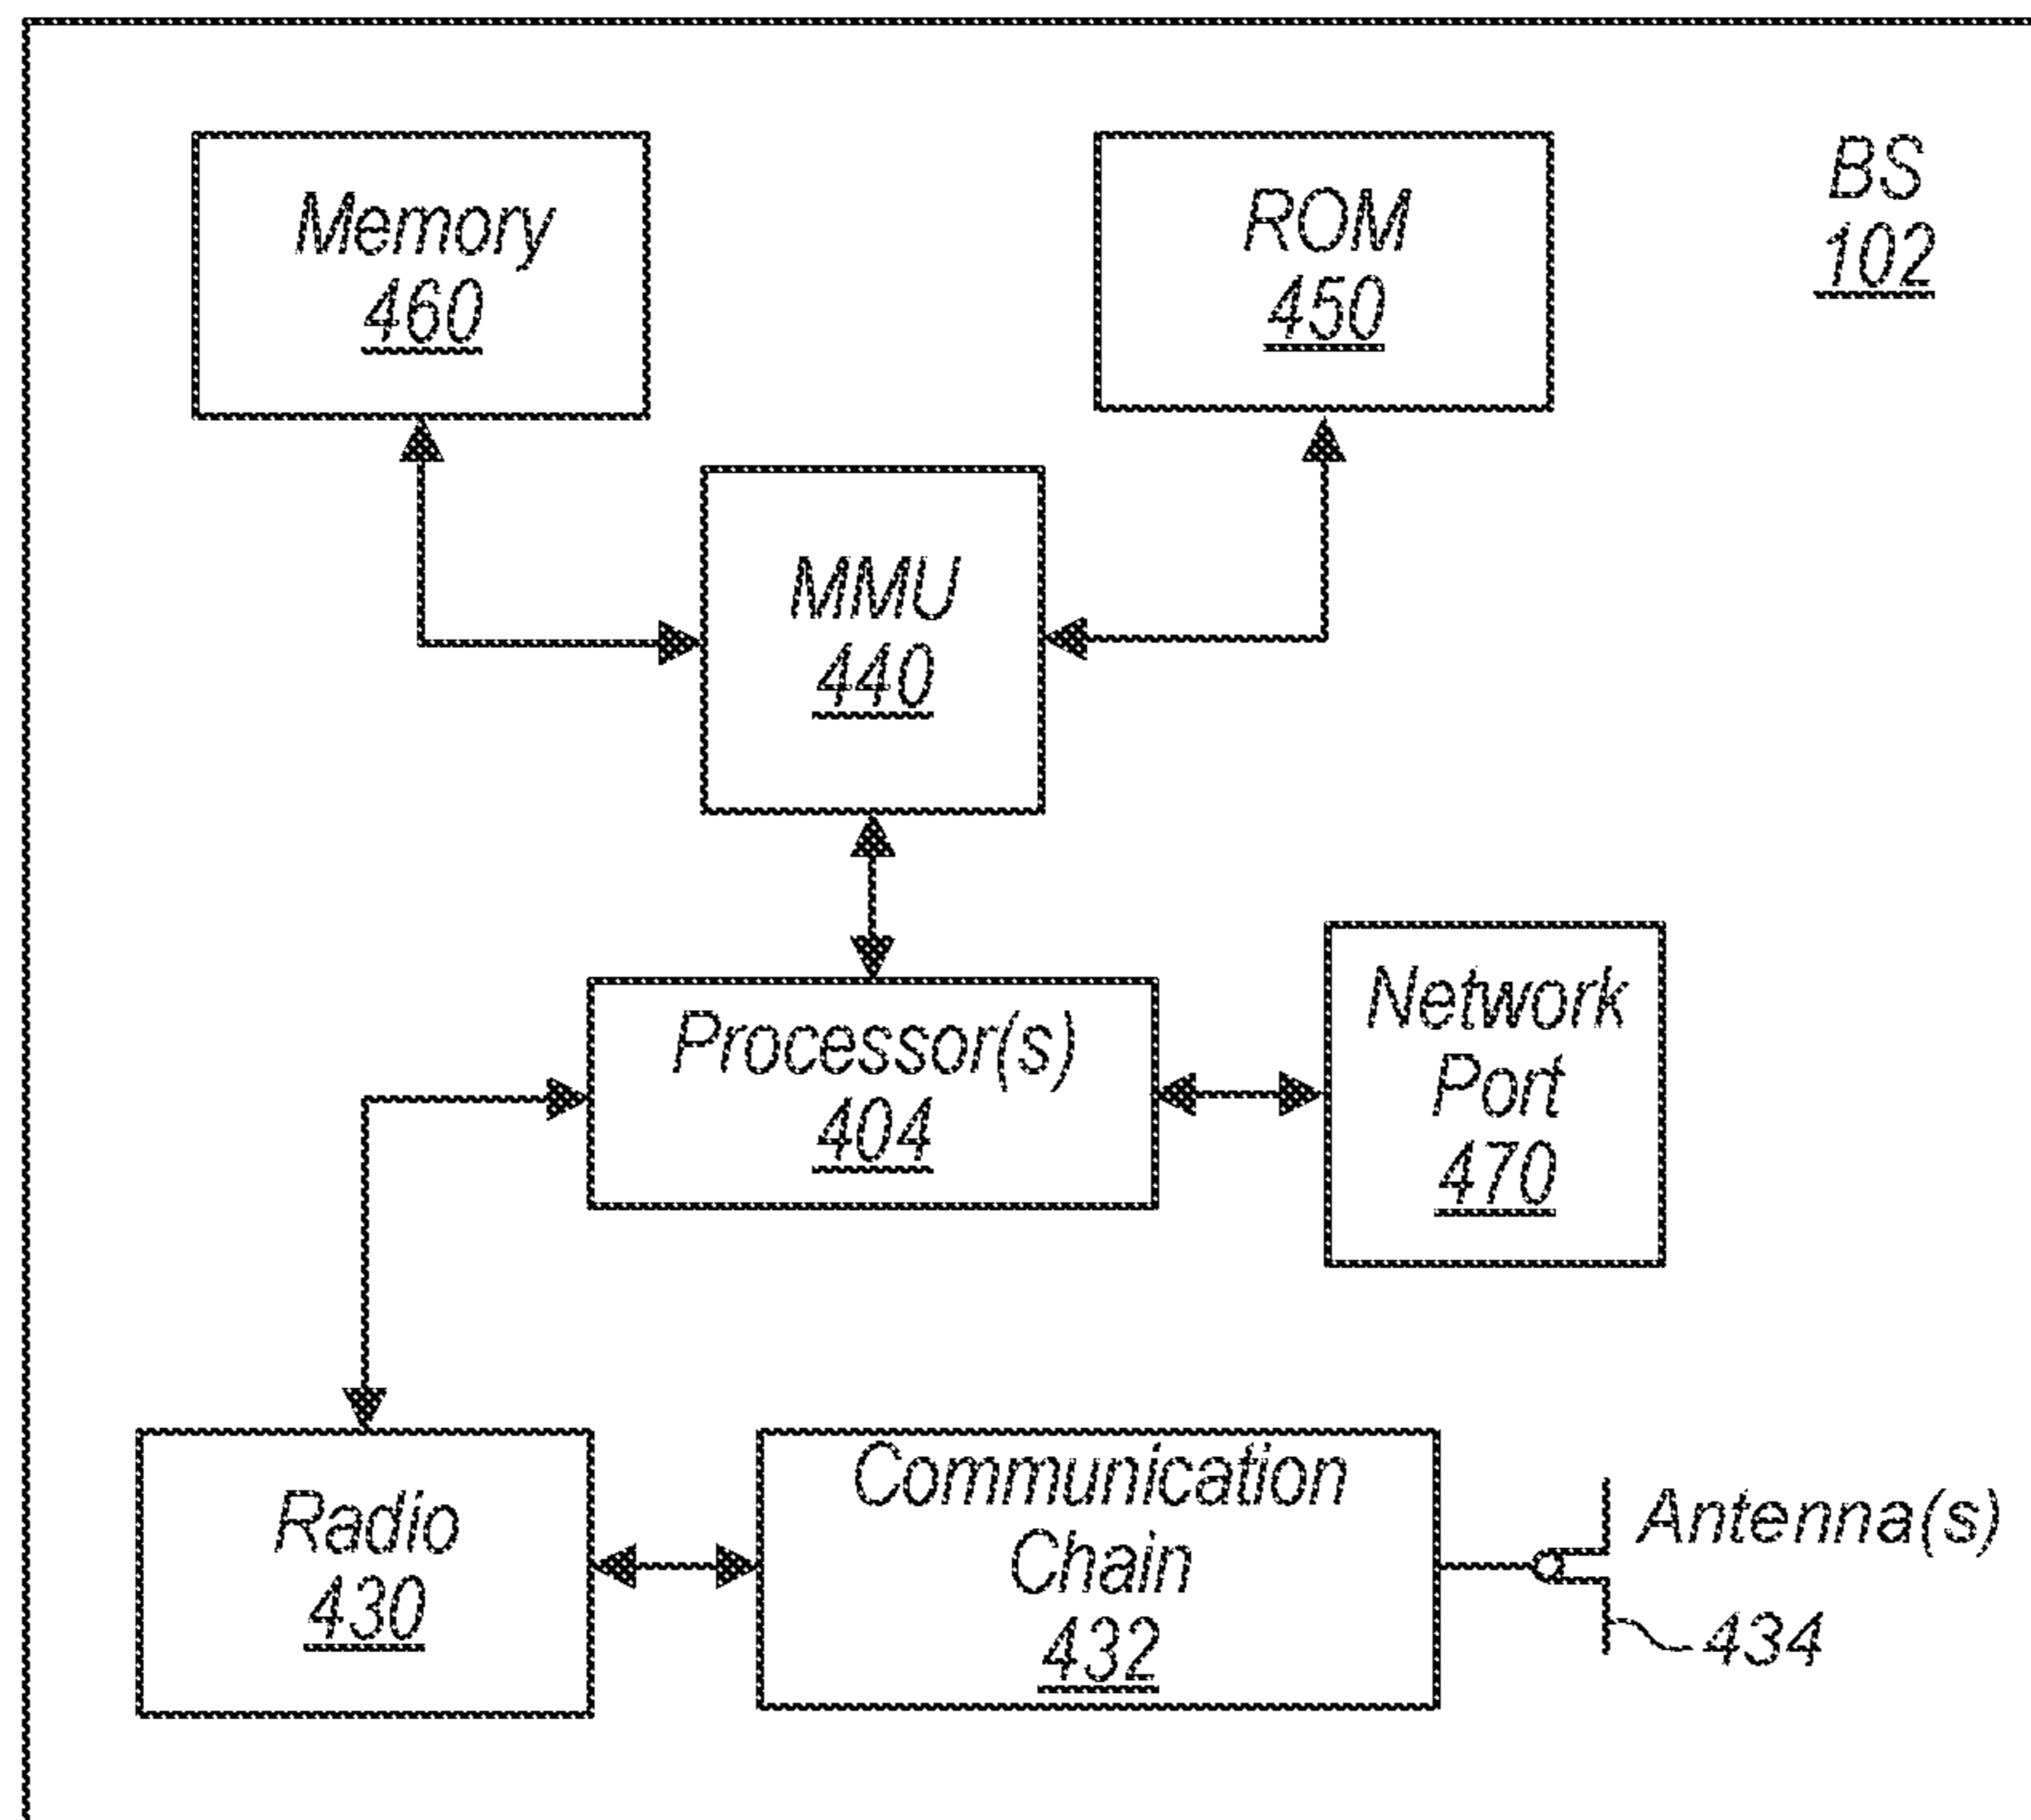 Memory
460
ROM
450
BS
102
MMU
440
Processor(s)
404
Network
Port
470
Radio
430
Communication
Chain
432
Antenna(s)
434